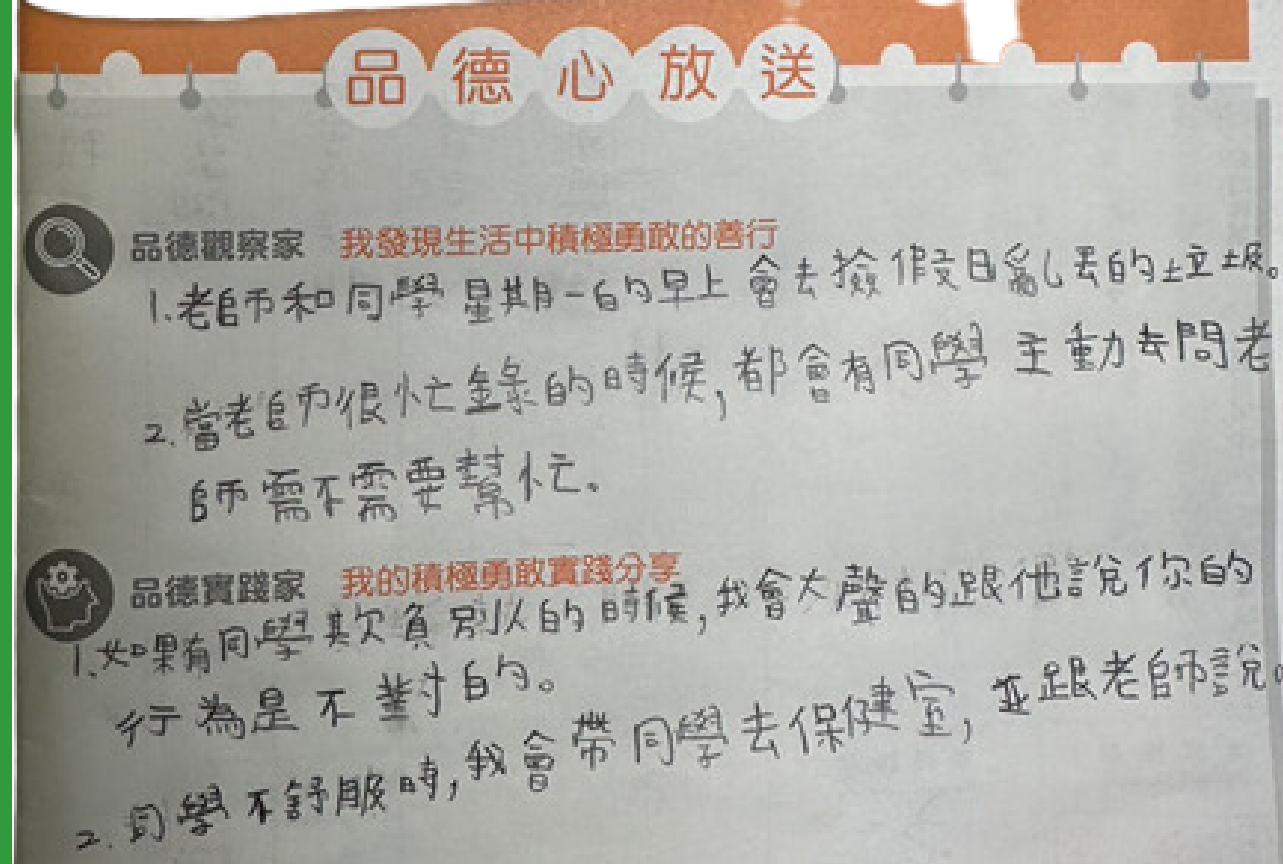 品德心放送
品德觀察家 我發現生活中積極勇敢的善行
1.老師和同學星期一的早上會去撿假日亂丟的垃圾。
2.當老師很忙錄的時候,都會有同學主動去問老
師需不需要幫忙。
品德實踐家 我的積極勇敢實踐分享
1.如果有同學欺負別人的時候,我會大聲的跟他說你的
行為是不對的。
2.同學不舒服時,我會帶同學去保健室,並跟老師說。